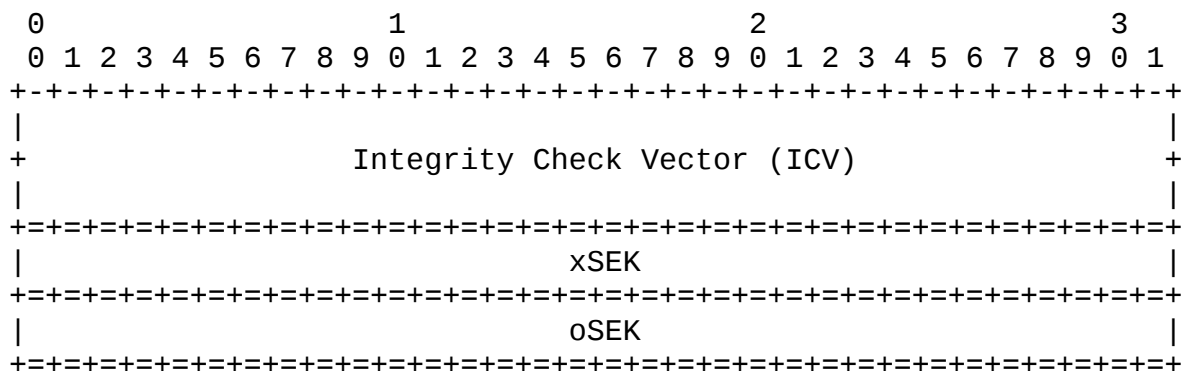 0                   1                   2                   3
 0 1 2 3 4 5 6 7 8 9 0 1 2 3 4 5 6 7 8 9 0 1 2 3 4 5 6 7 8 9 0 1
+-+-+-+-+-+-+-+-+-+-+-+-+-+-+-+-+-+-+-+-+-+-+-+-+-+-+-+-+-+-+-+-+
|                                                               |
+                  Integrity Check Vector (ICV)                 +
|                                                               |
+=+=+=+=+=+=+=+=+=+=+=+=+=+=+=+=+=+=+=+=+=+=+=+=+=+=+=+=+=+=+=+=+
|                              xSEK                             |
+=+=+=+=+=+=+=+=+=+=+=+=+=+=+=+=+=+=+=+=+=+=+=+=+=+=+=+=+=+=+=+=+
|                              oSEK                             |
+=+=+=+=+=+=+=+=+=+=+=+=+=+=+=+=+=+=+=+=+=+=+=+=+=+=+=+=+=+=+=+=+